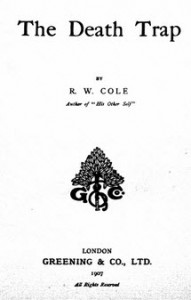 The Death Trap
BY
R. W. COLE
Author of "His Other Self"
G & C
LONDON
GREENING & CO., LTD.
1907
All Rights Reserved